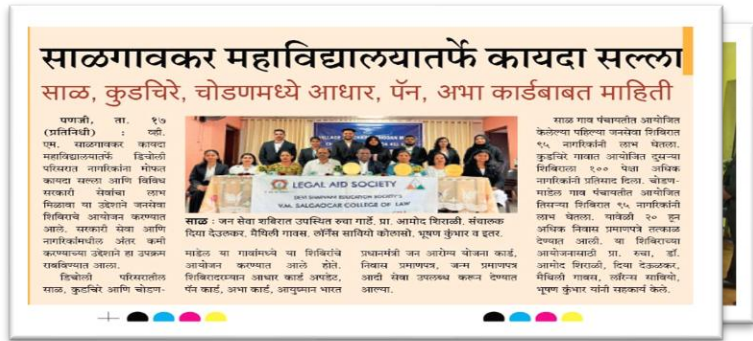 साळगावकर महाविद्यालयातर्फे कायदा सल्ला
साळ, कुडचिरे, चोडणमध्ये आधार, पॅन, अभा कार्डबाबत माहिती
पणजी, ता. १७
(प्रतिनिधी) : व्ही.
एम. साळगावकर कायदा
महाविद्यालयातर्फे डिचोली
परिसरात नागरिकांना मोफत
कायदा सल्ला आणि विविध
सरकारी सेवांचा लाभ
मिळावा या उद्देशाने जनसेवा
शिबिराचे आयोजन करण्यात
आले. सरकारी सेवा आणि
नागरिकांमधील अंतर कमी
करण्याच्या उद्देशाने हा उपक्रम
राबविण्यात आला.
डिचोली परिसरातील
साळ, कुडचिरे आणि चोडण-
LEGAL AID SOCIETY
V.M. SALGAOCAR COLLEGE OF LAW
साळ : जन सेवा शबिरात उपस्थित रुचा गार्डे. प्रा. आमोद शिराळी, संचालक
दिया देऊलकर, मैथिली गावस, लॉरेंन्स सावियो कोलासो, भूषण कुंभार व इतर.
माडेल या गावांमध्ये या शिबिरांचे
आयोजन करण्यात आले होते.
शिबिरादरम्यान आधार कार्ड अपडेट,
पॅन कार्ड, अभा कार्ड, आयुष्मान भारत
प्रधानमंत्री जन आरोग्य योजना कार्ड,
निवास प्रमाणपत्र, जन्म प्रमाणपत्र
आदी सेवा उपलब्ध करून देण्यात
आल्या.
साळ गाव पंचायतीत आयोजित
केलेल्या पहिल्या जनसेवा शिबिरात
९५ नागरिकांनी लाभ घेतला.
कुडचिरे गावात आयोजित दुसऱ्या
शिबिराला १०० पेक्षा अधिक
नागरिकांनी प्रतिसाद दिला. चोडण-
माडेल गाव पंचायतीत आयोजित
तिसऱ्या शिबिरात ९५ नागरिकांनी
लाभ घेतला. यावेळी २० हून
अधिक निवास प्रमाणपत्रे तत्काळ
देण्यात आली. या शिबिराच्या
आयोजनासाठी प्रा. रुचा, डॉ.
आमोद शिराळी, दिया देऊळकर,
मैथिली गावस, लॉरेन्स सावियो,
भूषण कुंभार यांनी सहकार्य केले.